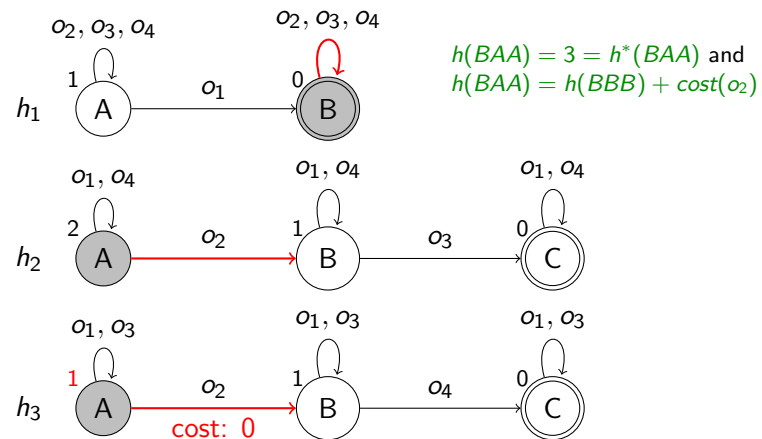 o₂, o₃, o₄
o₂, o₃, o₄
h(BAA) = 3 = h*(BAA) and
h(BAA) = h(BBB) + cost(o₂)
h₁
1
A
o₁
0
B
o₁, o₄
o₁, o₄
o₁, o₄
h₂
2
A
o₂
1
B
o₃
0
C
o₁, o₃
o₁, o₃
o₁, o₃
h₃
1
A
o₂
cost: 0
1
B
o₄
0
C